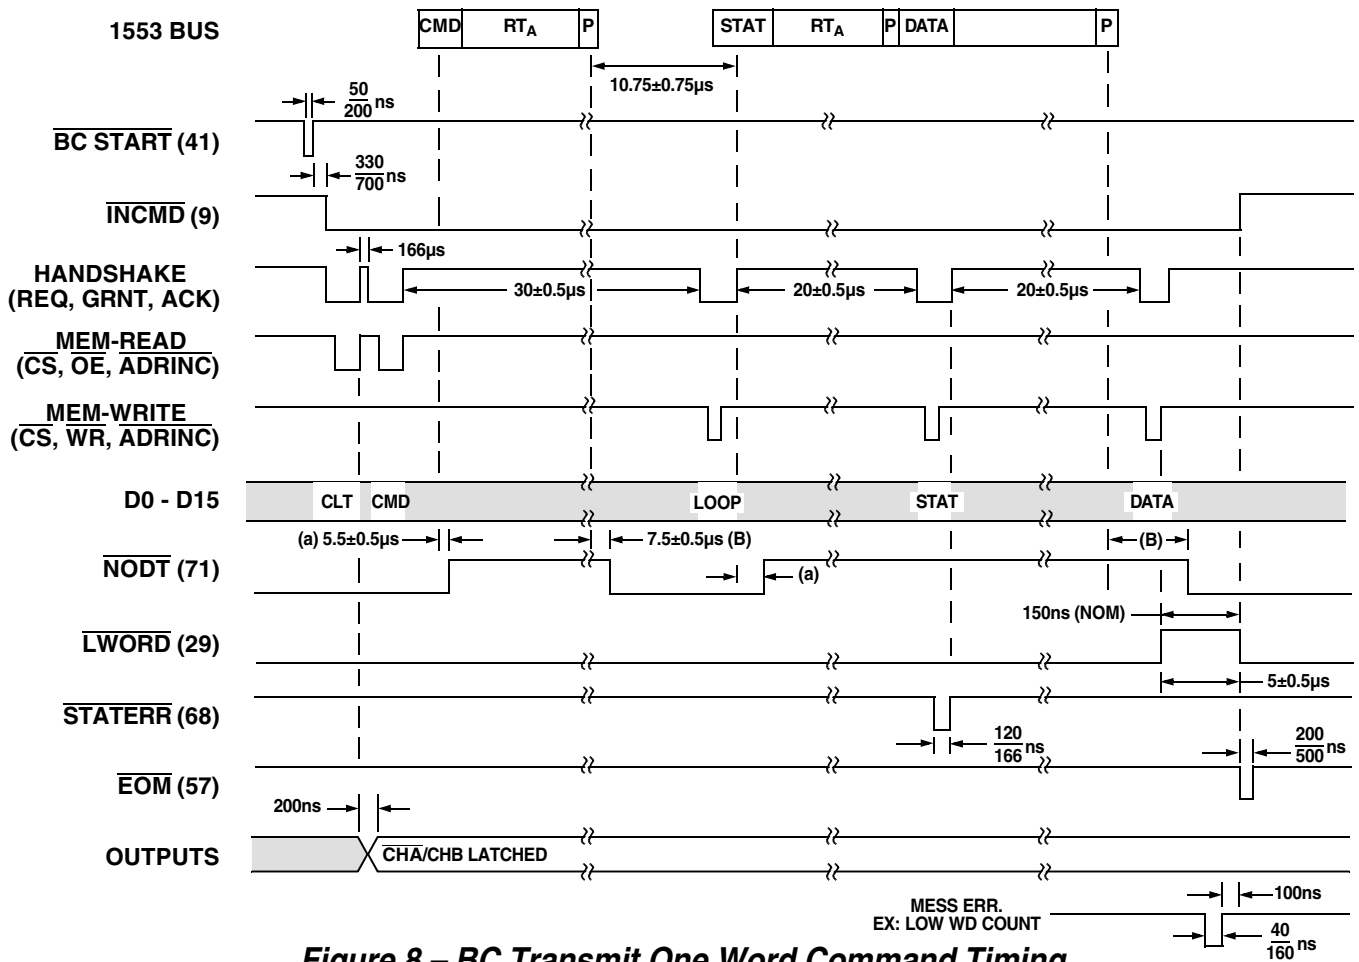 1553 BUS
CMD RTA P STAT RTA P DATA P
10.75±0.75µs
50/200 ns
BC START (41)
330/700 ns
INCMD (9)
166µs
HANDSHAKE
(REQ, GRNT, ACK)
30±0.5µs 20±0.5µs 20±0.5µs
MEM-READ
(CS, OE, ADRINC)
MEM-WRITE
(CS, WR, ADRINC)
D0 - D15 CLT CMD LOOP STAT DATA
(a) 5.5±0.5µs 7.5±0.5µs (B) (B)
NODT (71) (a)
150ns (NOM)
LWORD (29)
5±0.5µs
STATERR (68)
120/166 ns 200/500 ns
EOM (57)
200ns
OUTPUTS CHA/CHB LATCHED
100ns
MESS ERR.
EX: LOW WD COUNT
40/160 ns
Figure 8 – BC Transmit One Word Command Timing